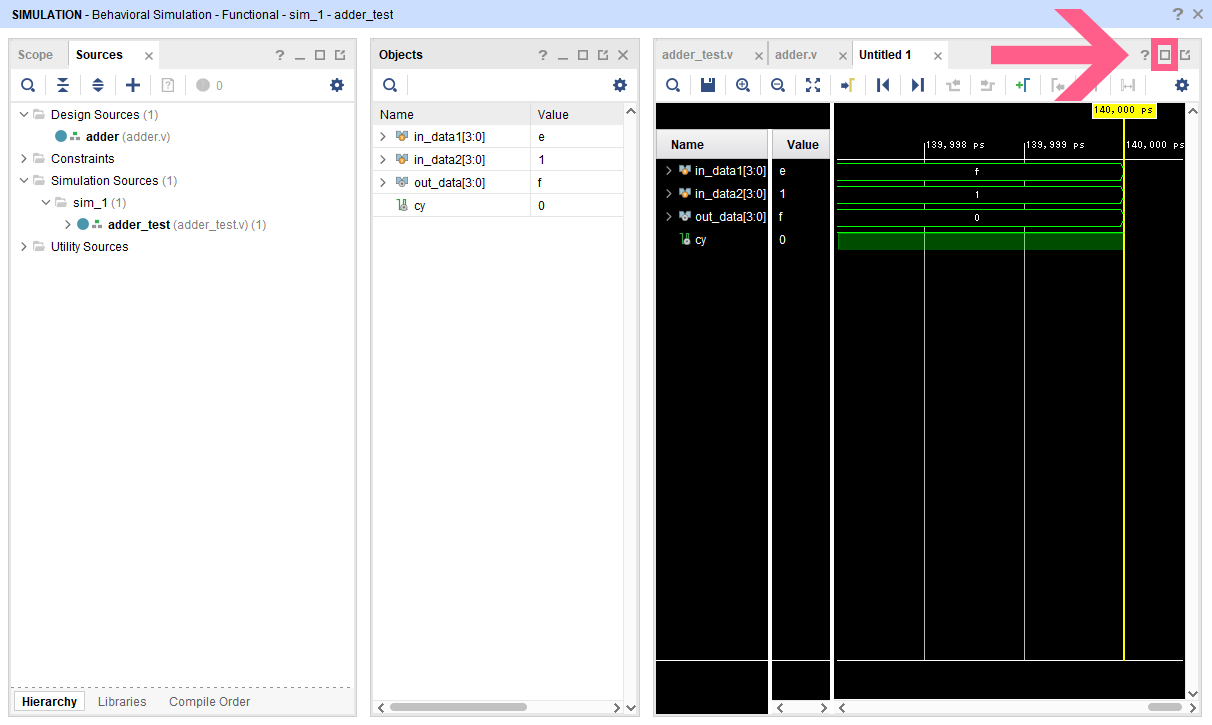 SIMULATION - Behavioral Simulation - Functional - sim_1 - adder_test
Scope Sources
0
Design Sources (1)
adder (adder.v)
Constraints
Simulation Sources (1)
sim_1 (1)
adder_test (adder_test.v) (1)
Utility Sources
Hierarchy Libraries Compile Order
Objects
Name Value
in_data1[3:0] e
in_data2[3:0] 1
out_data[3:0] f
cy 0
adder_test.v adder.v Untitled 1
140,000 ps
139,998 ps 139,999 ps 140,000 ps
Name Value
in_data1[3:0] e f
in_data2[3:0] 1 1
out_data[3:0] f 0
cy 0